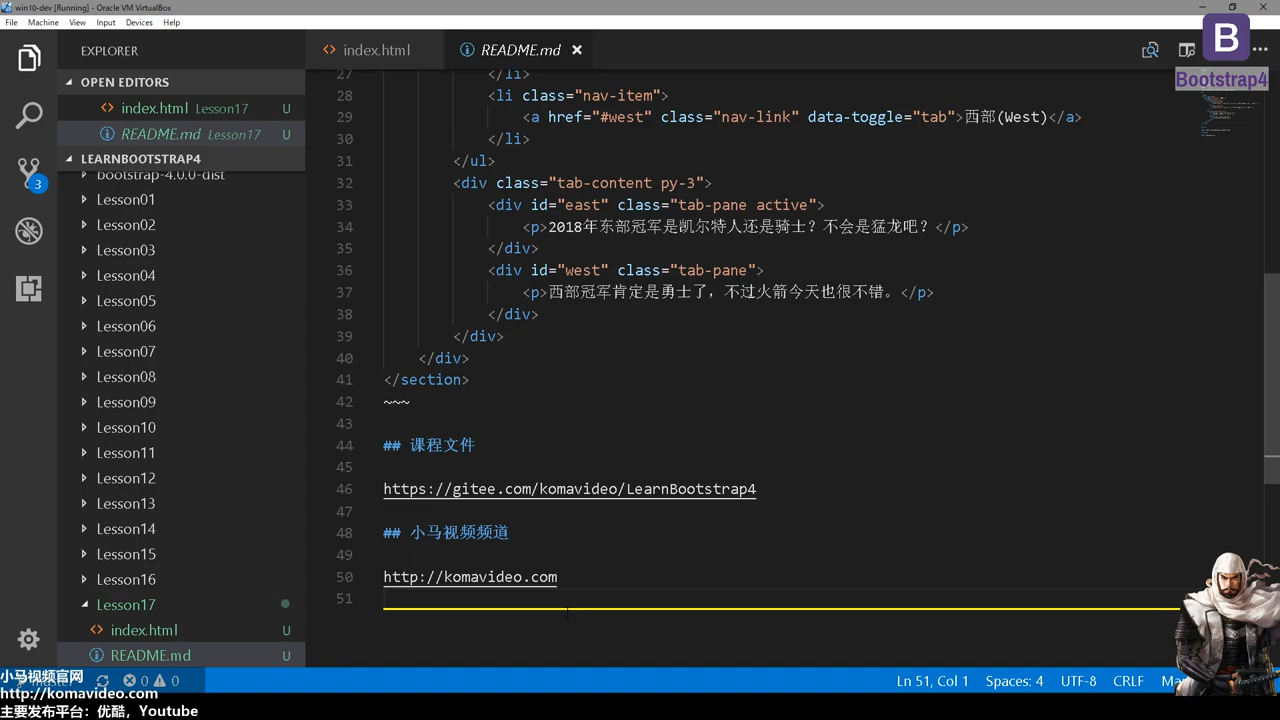 win10-dev [Running] - Oracle VM VirtualBox
File Machine View Input Devices Help
EXPLORER
index.html
README.md
B
Bootstrap4
OPEN EDITORS
index.html Lesson17 U
README.md Lesson17 U
LEARNBOOTSTRAP4
bootstrap-4.0.0-dist
Lesson01
Lesson02
3
Lesson03
Lesson04
Lesson05
Lesson06
Lesson07
Lesson08
Lesson09
Lesson10
Lesson11
Lesson12
Lesson13
Lesson14
Lesson15
Lesson16
Lesson17
index.html U
README.md U
27 </li>
28 <li class="nav-item">
29 <a href="#west" class="nav-link" data-toggle="tab">西部(West)</a>
30 </li>
31 </ul>
32 <div class="tab-content py-3">
33 <div id="east" class="tab-pane active">
34 <p>2018年东部冠军是凯尔特人还是骑士？不会是猛龙吧？</p>
35 </div>
36 <div id="west" class="tab-pane">
37 <p>西部冠军肯定是勇士了，不过火箭今天也很不错。</p>
38 </div>
39 </div>
40 </div>
41 </section>
42 ~~~
43
44 ## 课程文件
45
46 https://gitee.com/komavideo/LearnBootstrap4
47
48 ## 小马视频频道
49
50 http://komavideo.com
51
小马视频官网
http://komavideo.com
主要发布平台：优酷，Youtube
0 0
Ln 51, Col 1 Spaces: 4 UTF-8 CRLF